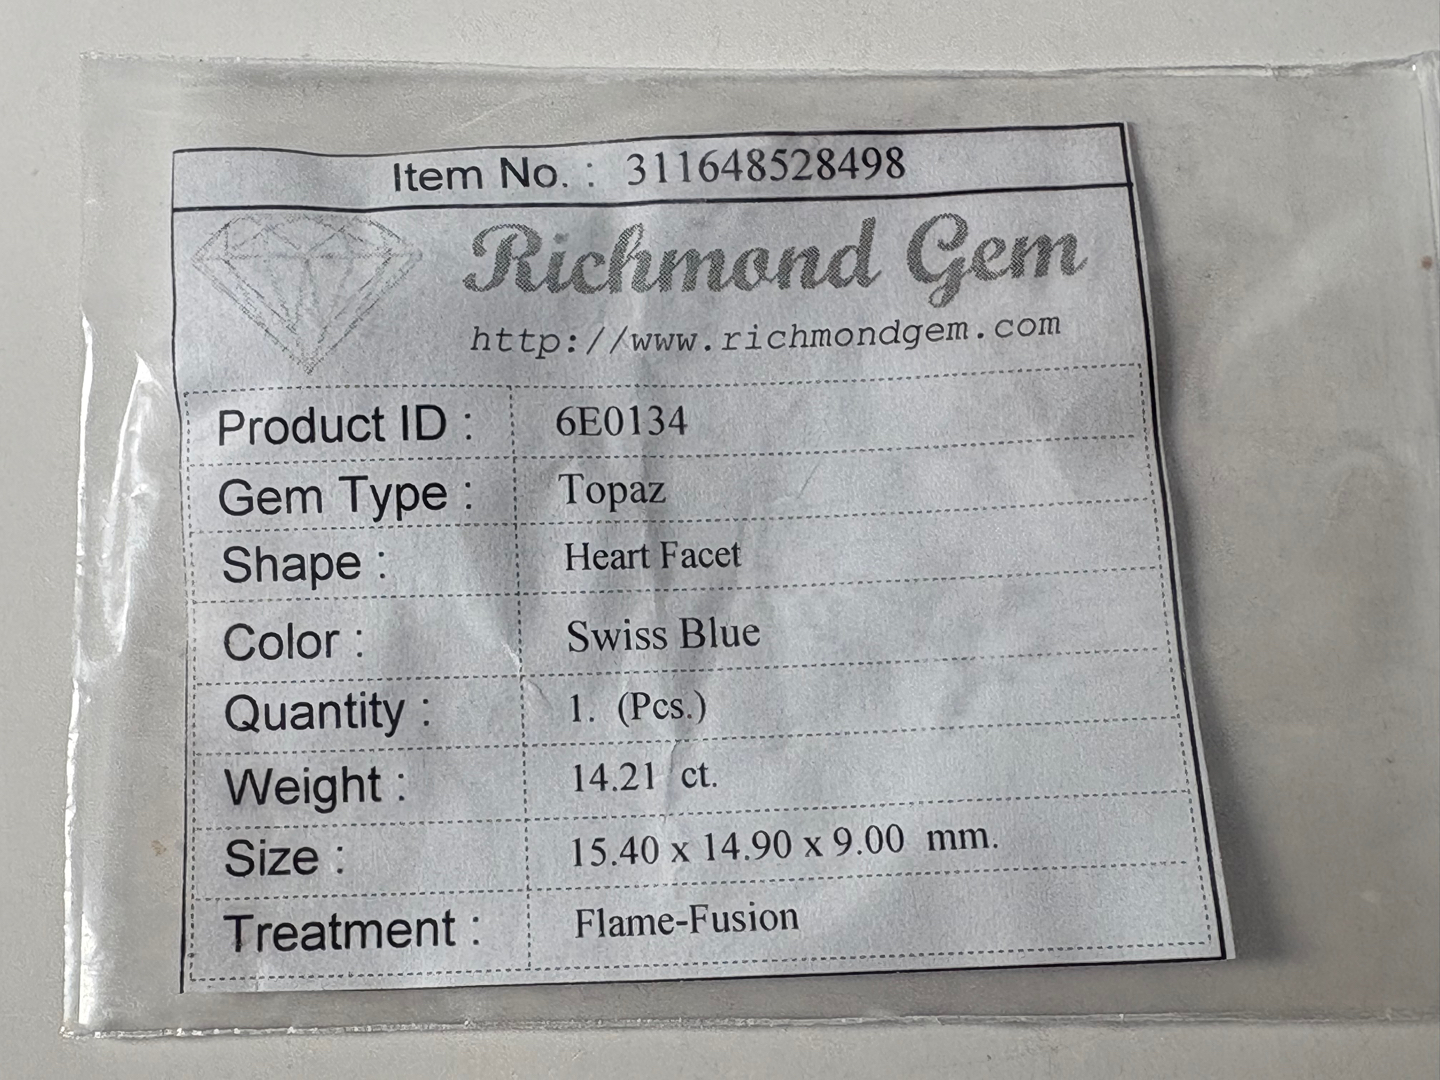 Item No. : 311648528498
Richmond Gem
http://www.richmondgem.com
Product ID : 6E0134
Gem Type : Topaz
Shape : Heart Facet
Color : Swiss Blue
Quantity : 1. (Pcs.)
Weight : 14.21 ct.
Size : 15.40 x 14.90 x 9.00 mm.
Treatment : Flame-Fusion